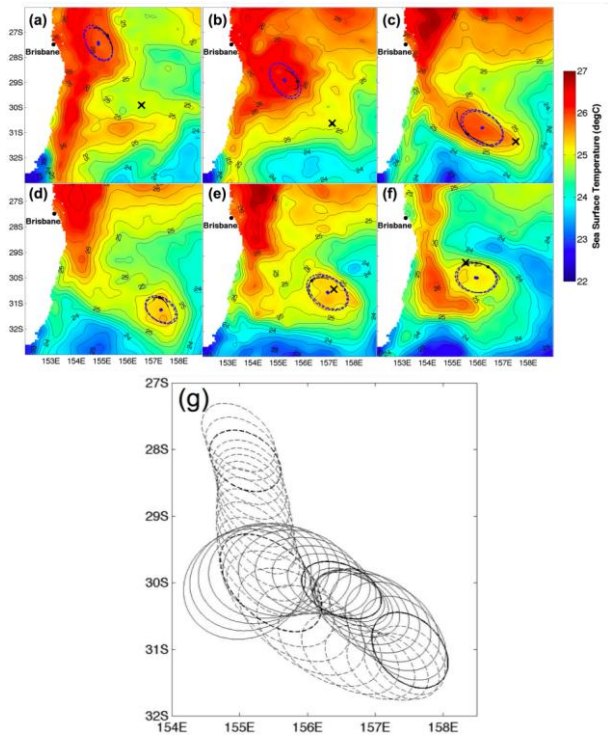 (a) (b) (c)
27S
28S
29S
30S
31S
32S
Brisbane Brisbane Brisbane
(d) (e) (f)
27S
28S
29S
30S
31S
32S
Brisbane Brisbane Brisbane
153E 154E 155E 156E 157E 158E 153E 154E 155E 156E 157E 158E 153E 154E 155E 156E 157E 158E
27
26
25
24
23
22
Sea Surface Temperature (degC)
(g)
27S
28S
29S
30S
31S
32S
154E 155E 156E 157E 158E